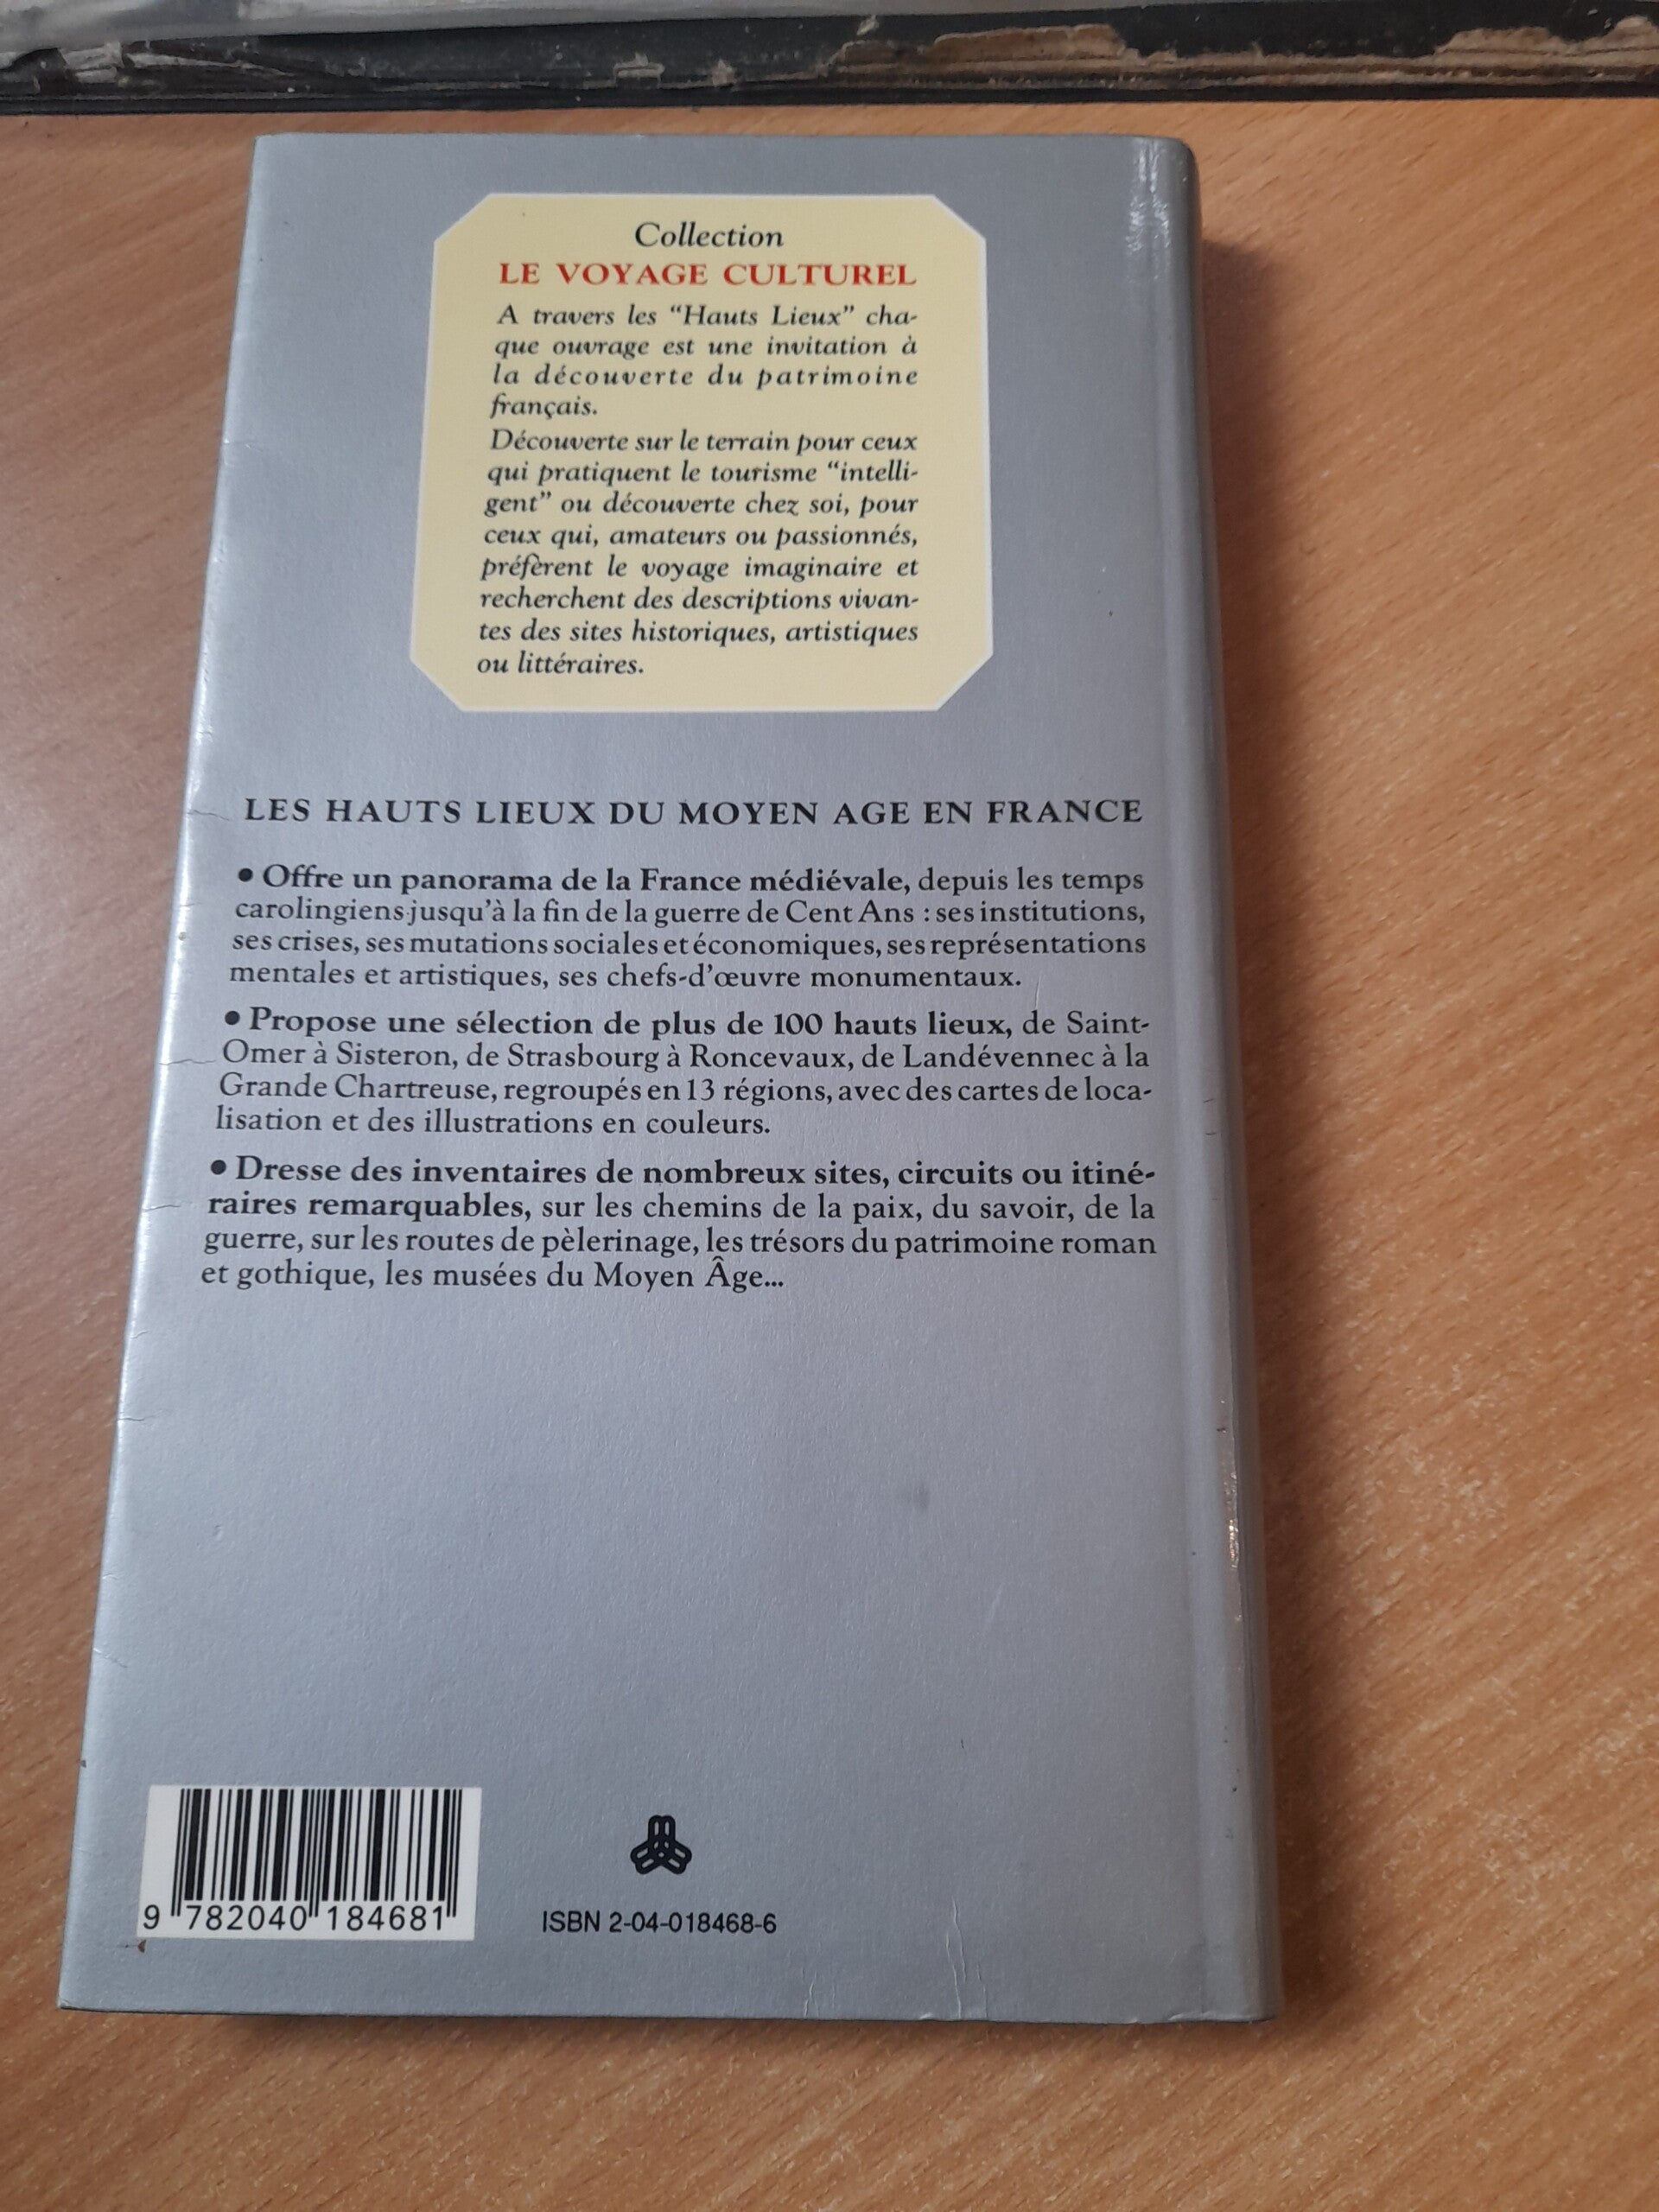 Collection
LE VOYAGE CULTUREL
A travers les “Hauts Lieux” cha-
que ouvrage est une invitation à
la découverte du patrimoine
français.
Découverte sur le terrain pour ceux
qui pratiquent le tourisme “intelli-
gent” ou découverte chez soi, pour
ceux qui, amateurs ou passionnés,
préfèrent le voyage imaginaire et
recherchent des descriptions vivan-
tes des sites historiques, artistiques
ou littéraires.
LES HAUTS LIEUX DU MOYEN AGE EN FRANCE
• Offre un panorama de la France médiévale, depuis les temps
carolingiens jusqu’à la fin de la guerre de Cent Ans : ses institutions,
ses crises, ses mutations sociales et économiques, ses représentations
mentales et artistiques, ses chefs-d’œuvre monumentaux.
• Propose une sélection de plus de 100 hauts lieux, de Saint-
Omer à Sisteron, de Strasbourg à Roncevaux, de Landévennec à la
Grande Chartreuse, regroupés en 13 régions, avec des cartes de loca-
lisation et des illustrations en couleurs.
• Dresse des inventaires de nombreux sites, circuits ou itiné-
raires remarquables, sur les chemins de la paix, du savoir, de la
guerre, sur les routes de pèlerinage, les trésors du patrimoine roman
et gothique, les musées du Moyen Âge...
9 782040 184681
ISBN 2-04-018468-6